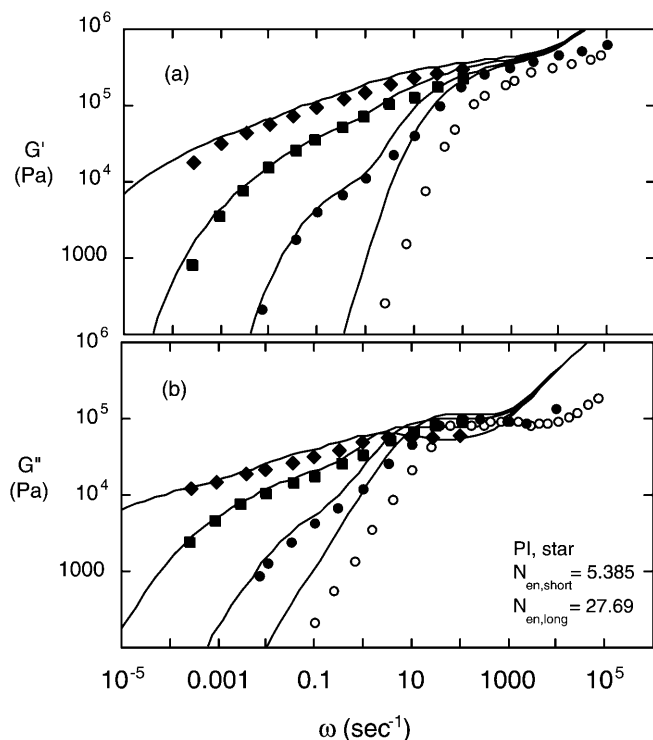 10^6
(a)
10^5
G'
(Pa)
10^4
1000
10^6
(b)
10^5
G"
(Pa)
10^4
1000
PI, star
N_en,short = 5.385
N_en,long = 27.69
10^-5 0.001 0.1 10 1000 10^5
ω (sec^-1)